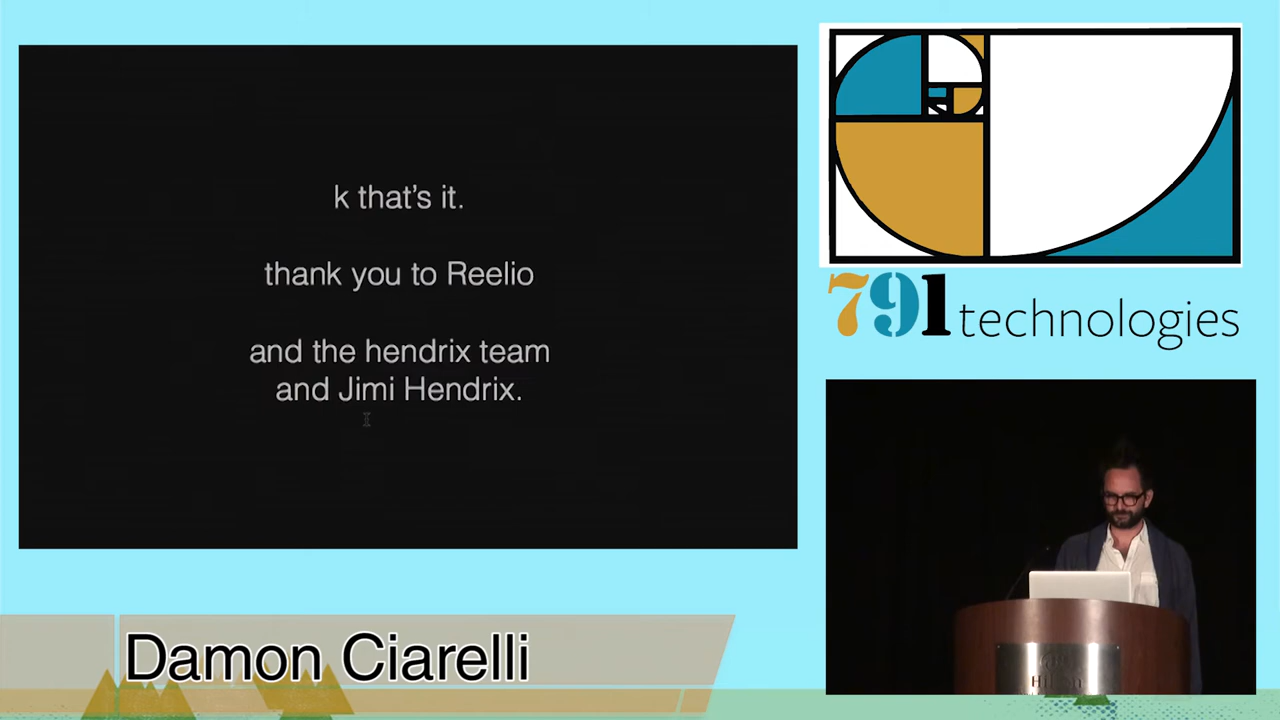 k that's it.
thank you to Reelio
and the hendrix team
and Jimi Hendrix.
791 technologies
Damon Ciarelli